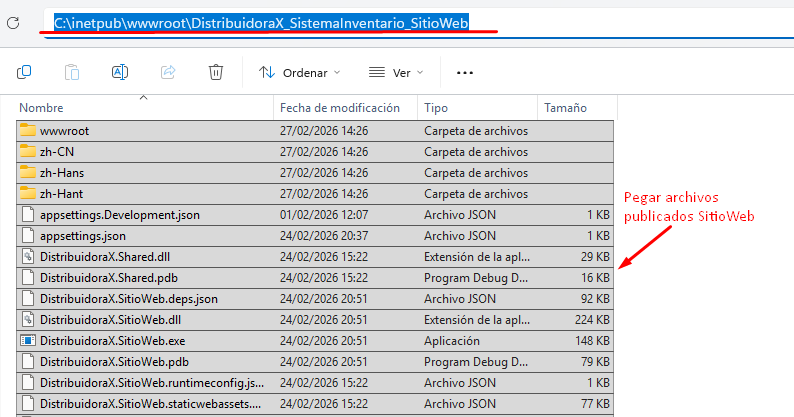 C:\inetpub\wwwroot\DistribuidoraX_SistemaInventario_SitioWeb
Ordenar Ver
Nombre Fecha de modificación Tipo Tamaño
wwwroot 27/02/2026 14:26 Carpeta de archivos
zh-CN 27/02/2026 14:26 Carpeta de archivos
zh-Hans 27/02/2026 14:26 Carpeta de archivos
zh-Hant 27/02/2026 14:26 Carpeta de archivos
appsettings.Development.json 01/02/2026 12:07 Archivo JSON 1 KB
appsettings.json 24/02/2026 20:37 Archivo JSON 1 KB
DistribuidoraX.Shared.dll 24/02/2026 15:22 Extensión de la apl... 29 KB
DistribuidoraX.Shared.pdb 24/02/2026 15:22 Program Debug D... 16 KB
DistribuidoraX.SitioWeb.deps.json 24/02/2026 20:51 Archivo JSON 92 KB
DistribuidoraX.SitioWeb.dll 24/02/2026 20:51 Extensión de la apl... 224 KB
DistribuidoraX.SitioWeb.exe 24/02/2026 20:51 Aplicación 148 KB
DistribuidoraX.SitioWeb.pdb 24/02/2026 20:51 Program Debug D... 79 KB
DistribuidoraX.SitioWeb.runtimeconfig.js... 24/02/2026 15:22 Archivo JSON 1 KB
DistribuidoraX.SitioWeb.staticwebassets.... 24/02/2026 20:51 Archivo JSON 77 KB
Pegar archivos
publicados SitioWeb